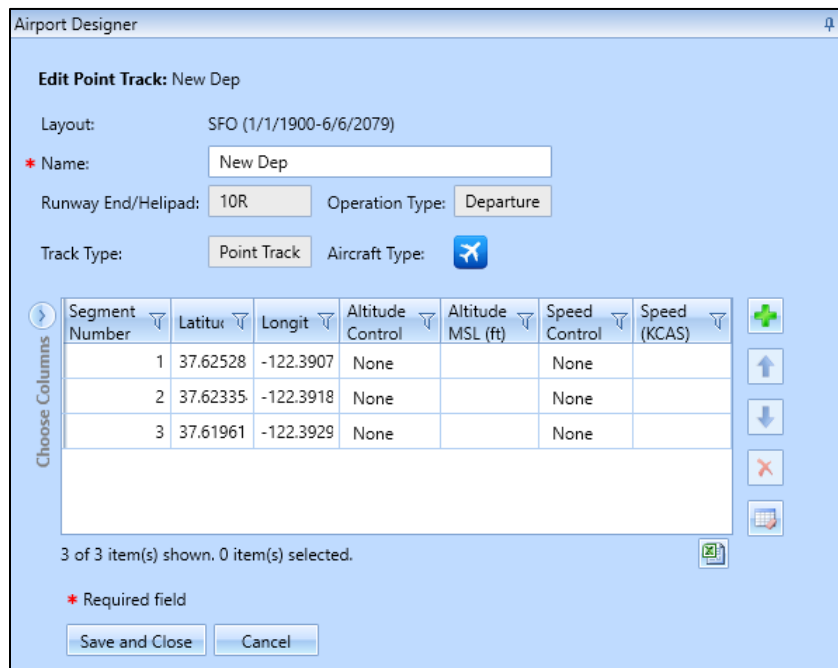 Airport Designer
Edit Point Track: New Dep
Layout: SFO (1/1/1900-6/6/2079)
* Name: New Dep
Runway End/Helipad: 10R Operation Type: Departure
Track Type: Point Track Aircraft Type:
Choose Columns
Segment Number Latituc Longit Altitude Control Altitude MSL (ft) Speed Control Speed (KCAS)
1 37.62528 -122.3907 None None
2 37.62335 -122.3918 None None
3 37.61961 -122.3929 None None
3 of 3 item(s) shown. 0 item(s) selected.
* Required field
Save and Close Cancel